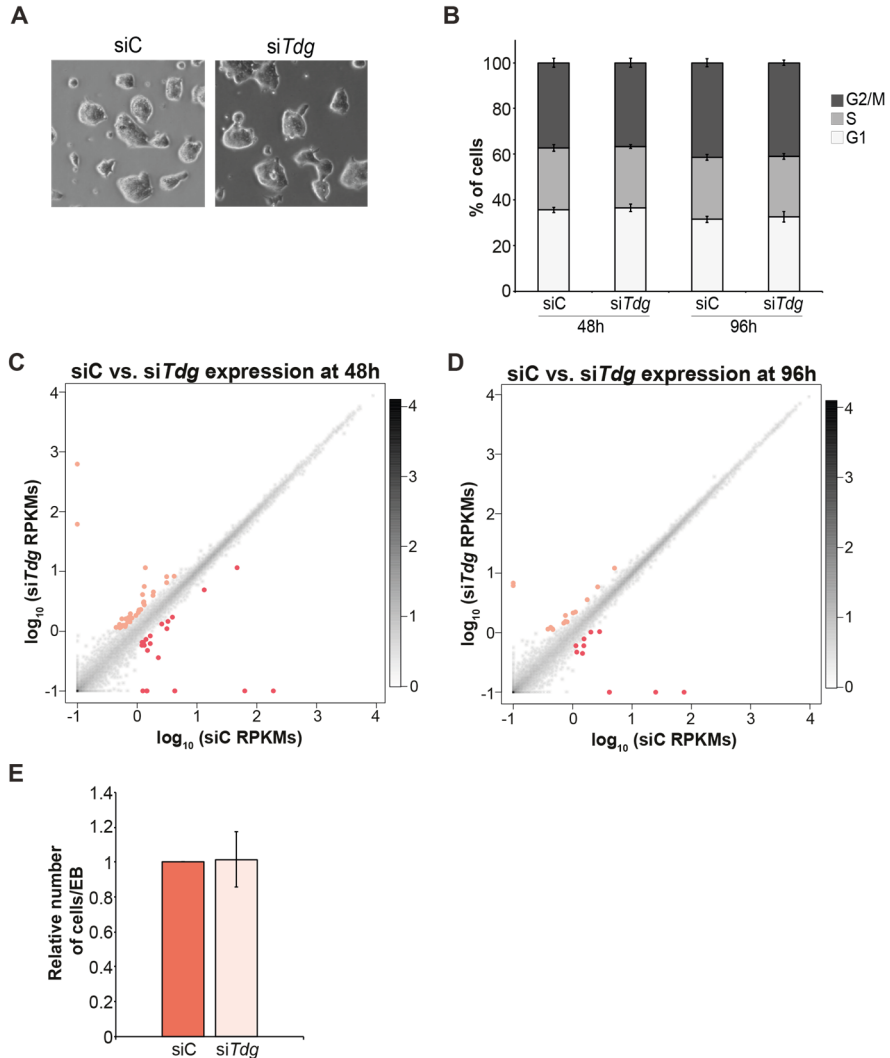 A
siC
siTdg
B
100
80
60
40
20
0
% of cells
G2/M
S
G1
siC
siTdg
siC
siTdg
48h
96h
C
siC vs. siTdg expression at 48h
4
3
2
1
0
-1
log10 (siTdg RPKMs)
-1
0
1
2
3
4
log10 (siC RPKMs)
4
3
2
1
0
D
siC vs. siTdg expression at 96h
4
3
2
1
0
-1
log10 (siTdg RPKMs)
-1
0
1
2
3
4
log10 (siC RPKMs)
4
3
2
1
0
E
1.4
1.2
1
0.8
0.6
0.4
0.2
0
Relative number
of cells/EB
siC
siTdg